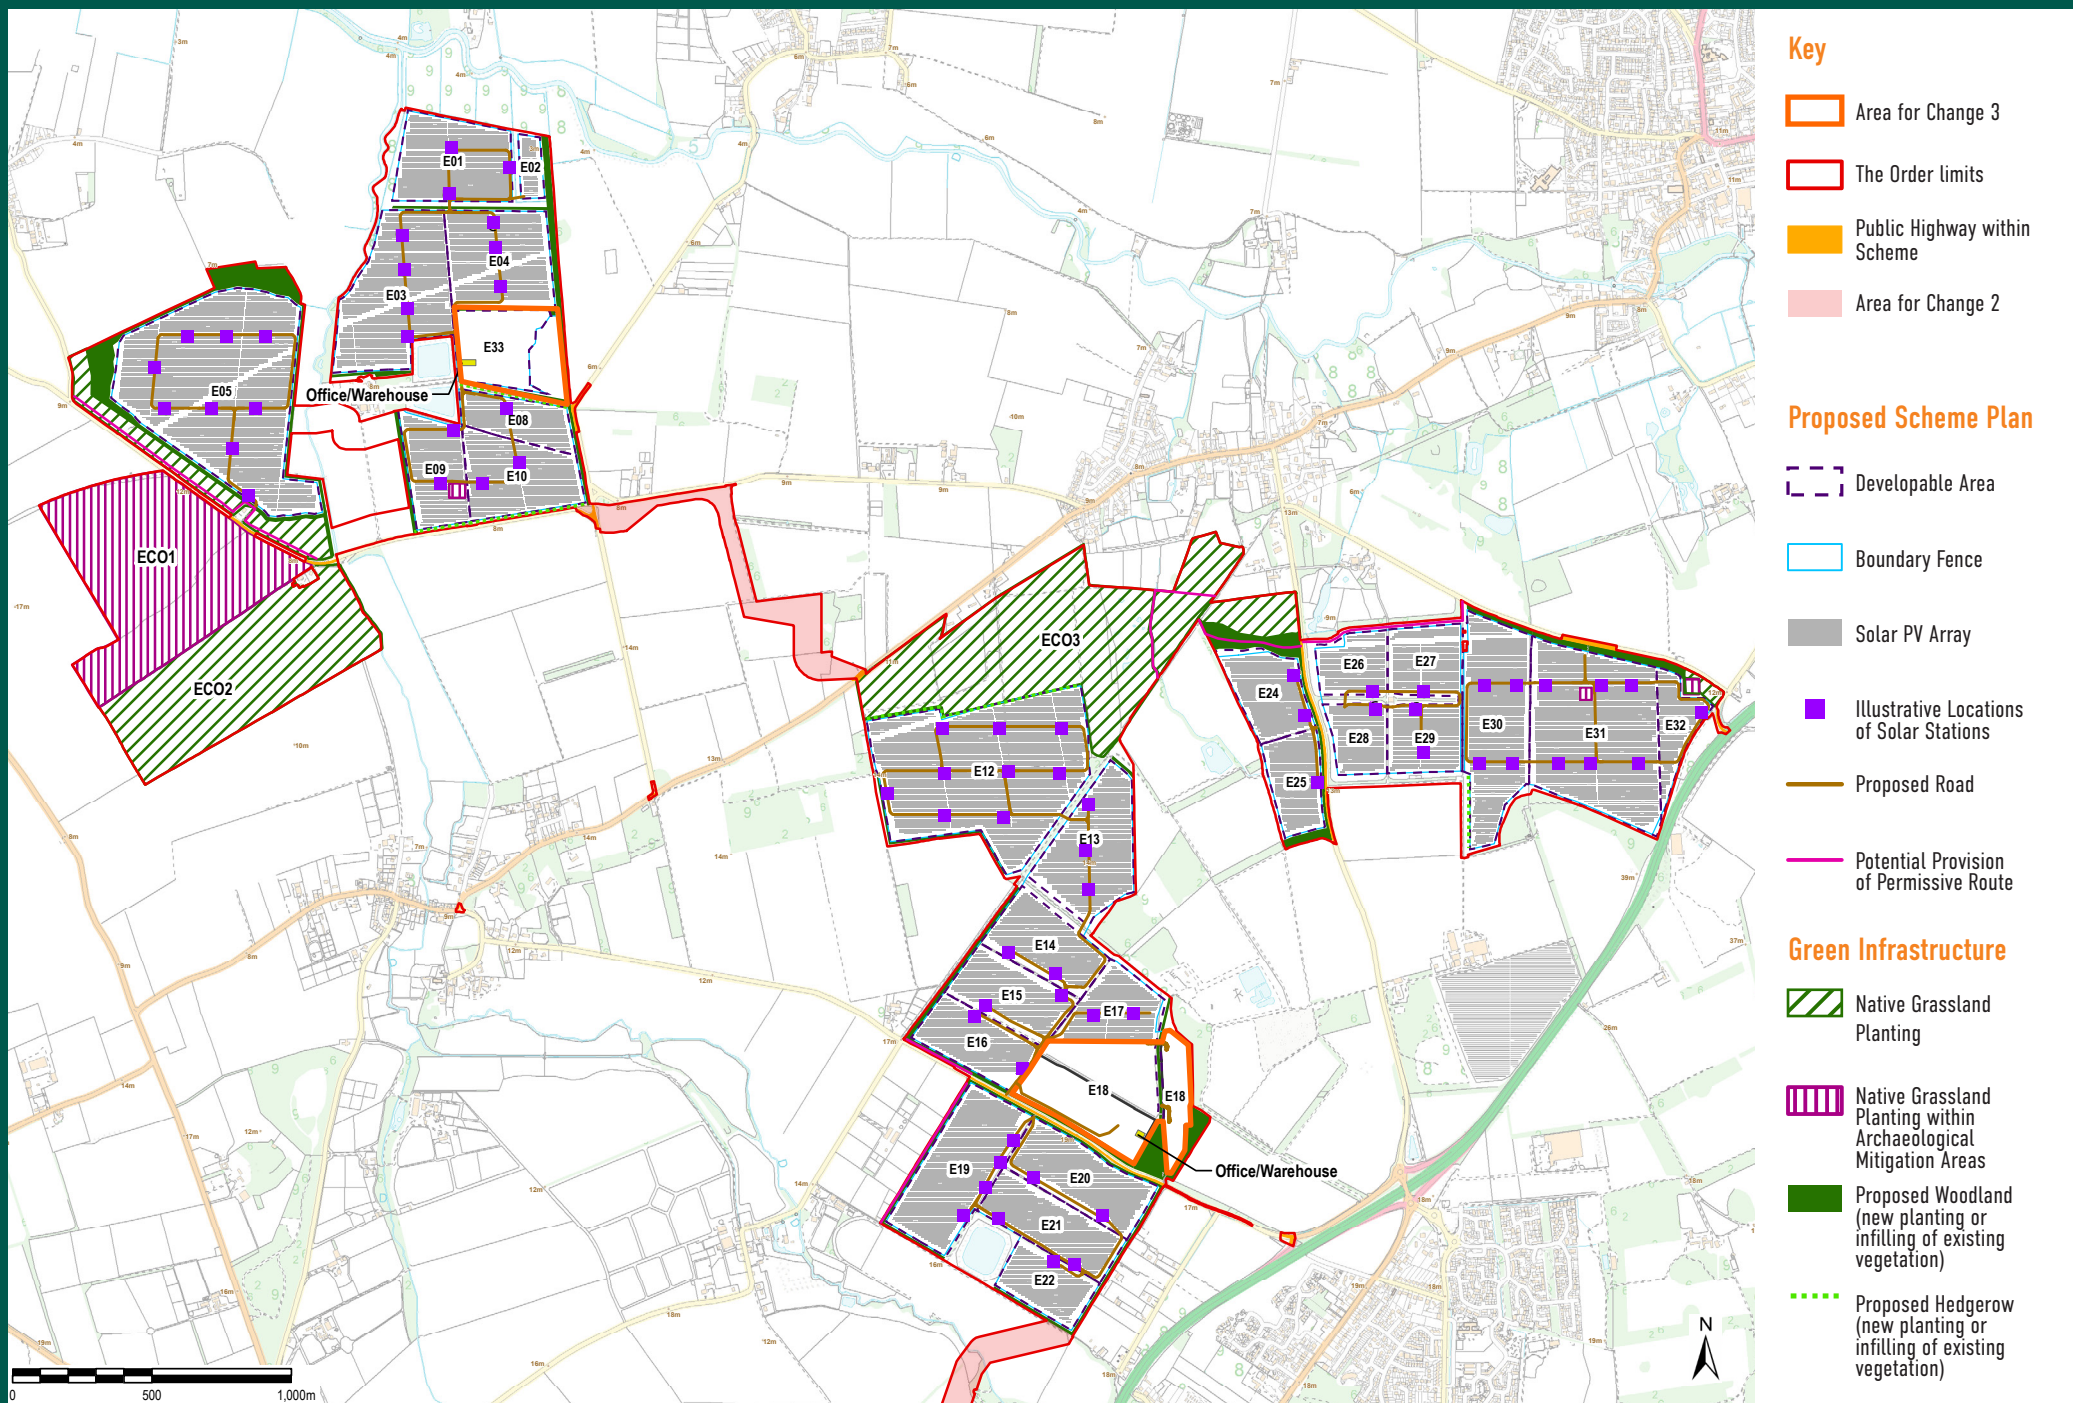 Key
Area for Change 3
The Order limits
Public Highway within
Scheme
Area for Change 2
Proposed Scheme Plan
Developable Area
Boundary Fence
Solar PV Array
Illustrative Locations
of Solar Stations
Proposed Road
Potential Provision
of Permissive Route
Green Infrastructure
Native Grassland
Planting
Native Grassland
Planting within
Archaeological
Mitigation Areas
Proposed Woodland
(new planting or
infilling of existing
vegetation)
Proposed Hedgerow
(new planting or
infilling of existing
vegetation)
E01
E02
E03
E04
E33
E05
Office/Warehouse
E08
E09
E10
ECO1
ECO2
ECO3
E12
E13
E14
E15
E16
E17
E18
E18
E19
E20
E21
E22
Office/Warehouse
E24
E25
E26
E27
E28
E29
E30
E31
E32
N
0
500
1,000m